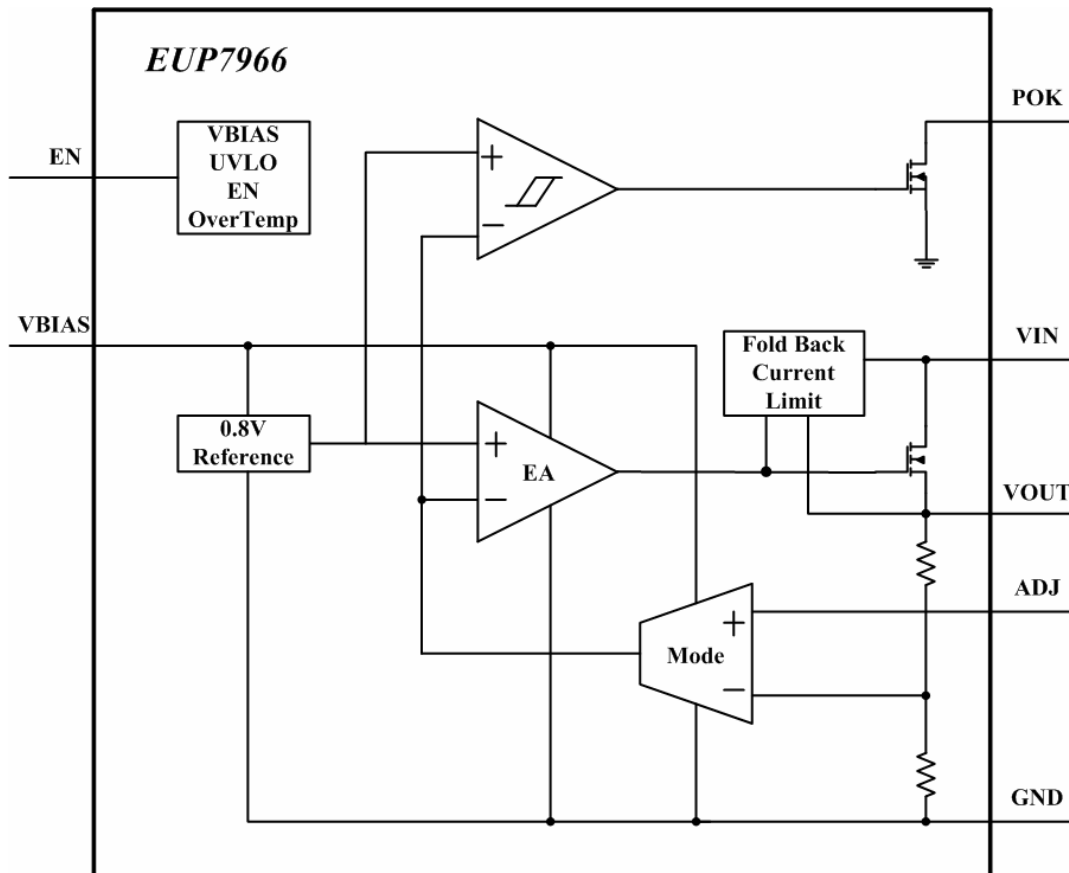 EUP7966
POK
EN
VBIAS
UVLO
EN
OverTemp
+
−
VBIAS
VIN
Fold Back
Current
Limit
0.8V
Reference
+
−
EA
VOUT
ADJ
+
−
Mode
GND